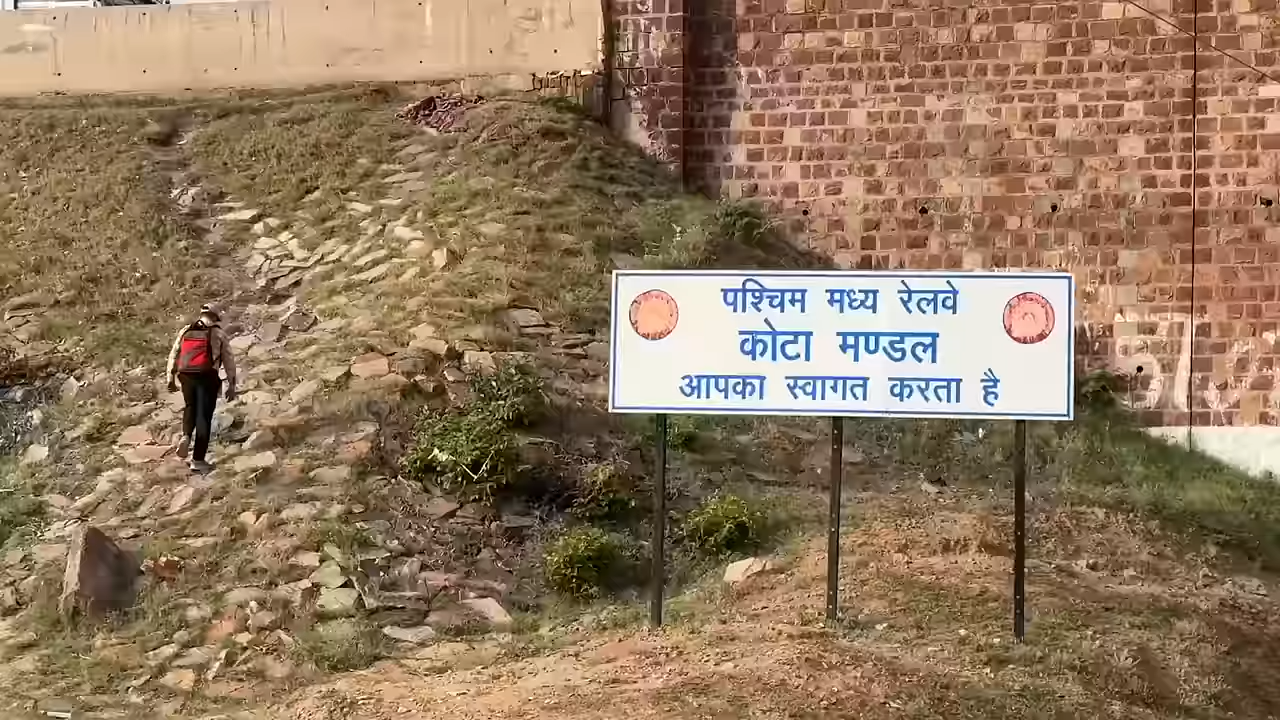 पश्चिम मध्य रेलवे
कोटा मण्डल
आपका स्वागत करता है